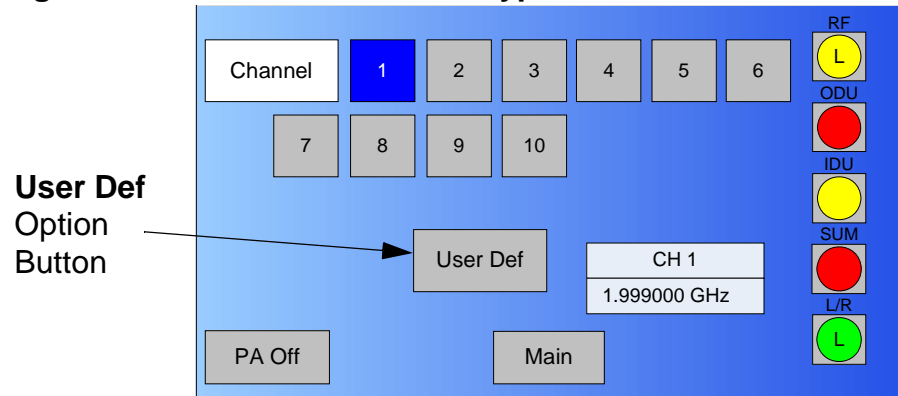 RF
Channel 1 2 3 4 5 6 L
ODU
7 8 9 10
IDU
User Def
Option
Button
User Def
CH 1
1.999000 GHz
SUM
L/R
PA Off Main L